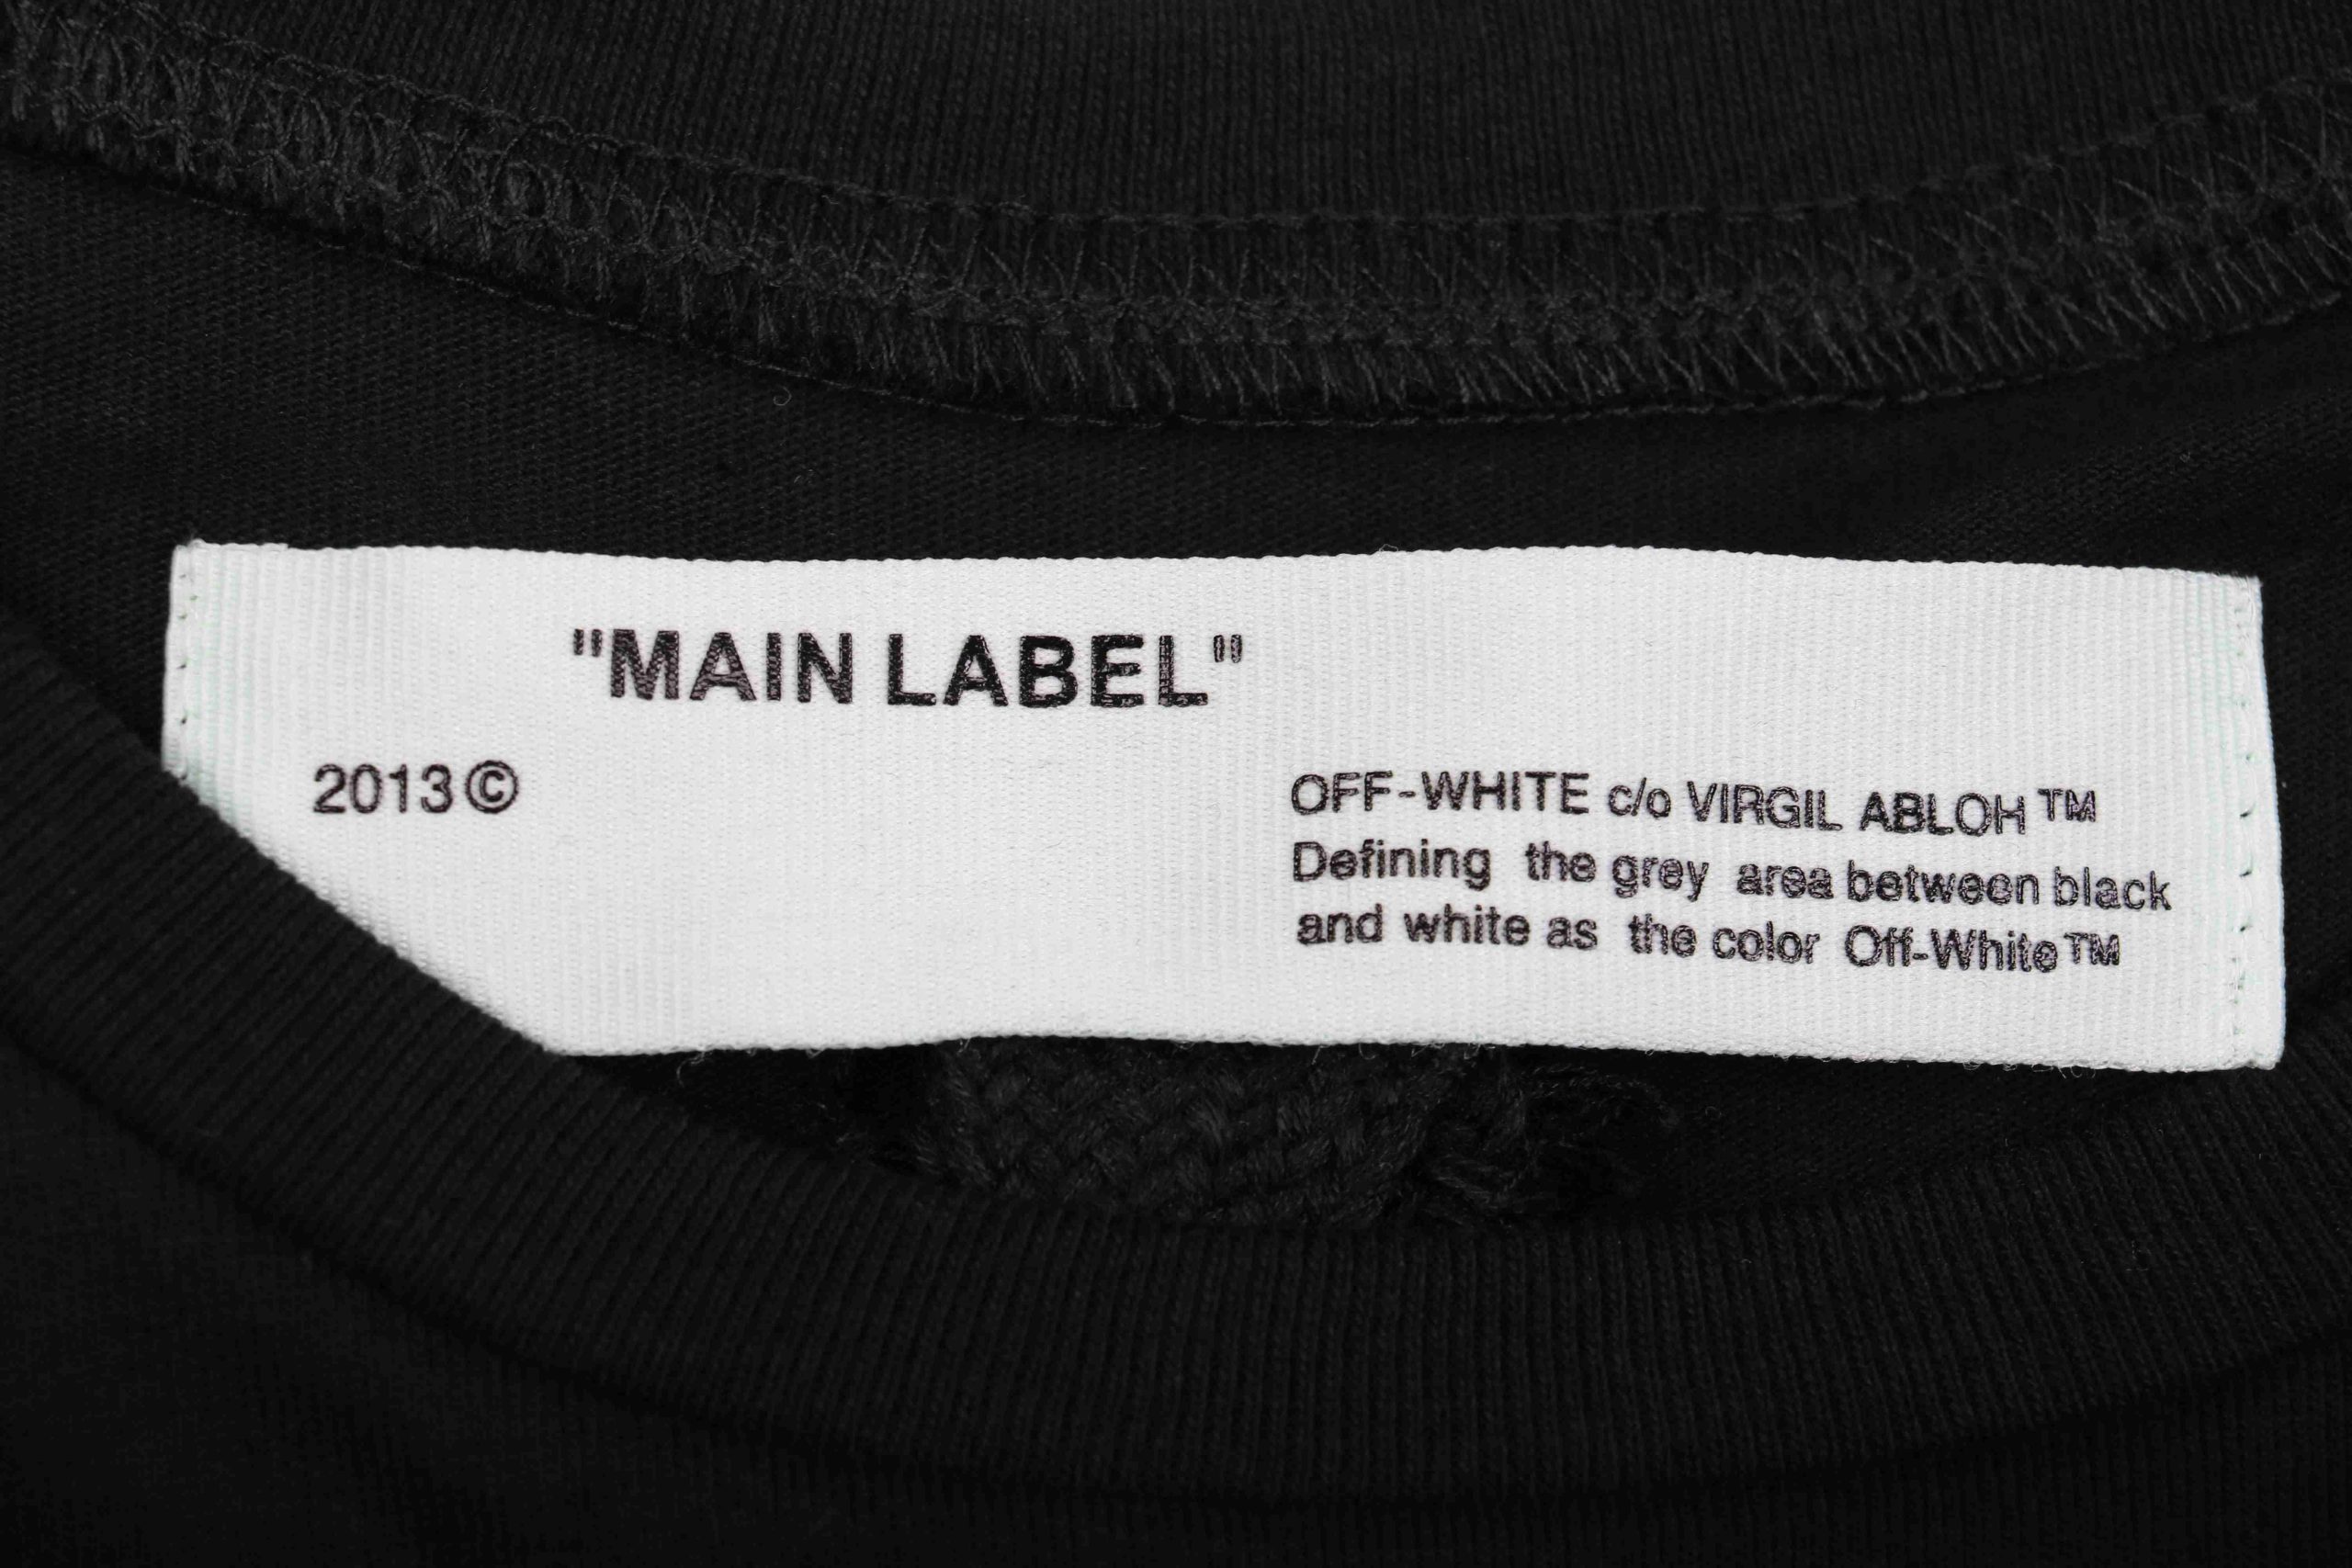 "MAIN LABEL"
2013©
OFF-WHITE c/o VIRGIL ABLOH™
Defining the grey area between black
and white as the color Off-White™